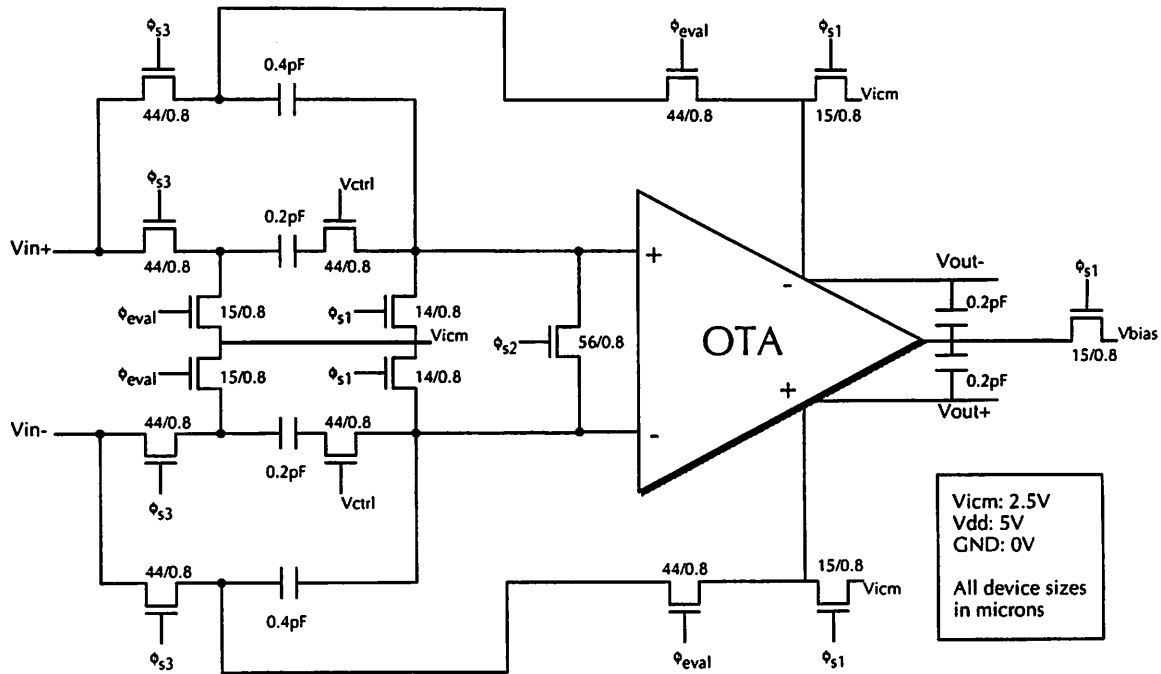 ϕs3
ϕeval
ϕs1
0.4pF
44/0.8
44/0.8
Vicm
15/0.8
ϕs3
Vctrl
0.2pF
Vin+
44/0.8
44/0.8
+
Vout-
ϕs1
-
0.2pF
ϕeval
15/0.8
ϕs1
14/0.8
Vicm
ϕs2
56/0.8
OTA
Vbias
15/0.8
ϕeval
15/0.8
ϕs1
14/0.8
0.2pF
+
Vout+
Vin-
44/0.8
44/0.8
-
0.2pF
ϕs3
Vctrl
44/0.8
44/0.8
15/0.8
Vicm
0.4pF
ϕs3
ϕeval
ϕs1
Vicm: 2.5V
Vdd: 5V
GND: 0V
All device sizes
in microns